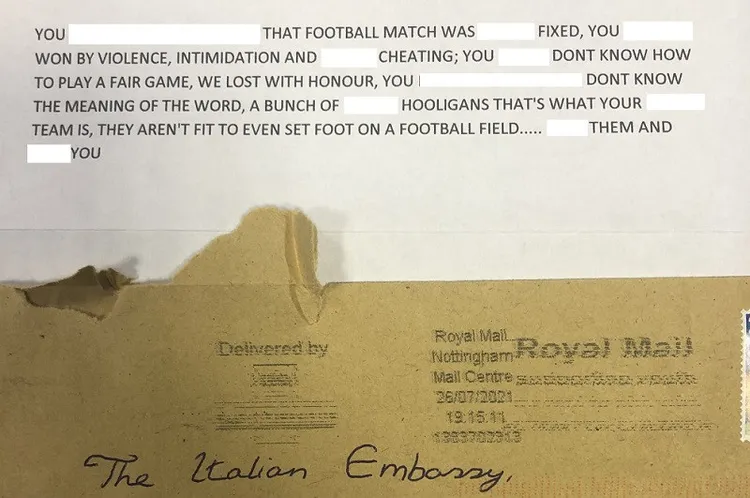 YOU THAT FOOTBALL MATCH WAS FIXED, YOU
WON BY VIOLENCE, INTIMIDATION AND CHEATING; YOU DONT KNOW HOW
TO PLAY A FAIR GAME, WE LOST WITH HONOUR, YOU DONT KNOW
THE MEANING OF THE WORD, A BUNCH OF HOOLIGANS THAT'S WHAT YOUR
TEAM IS, THEY AREN'T FIT TO EVEN SET FOOT ON A FOOTBALL FIELD..... THEM AND
YOU
Delivered by
Royal Mail
Nottingham
Mail Centre
26/07/2021
19:15:11
Royal Mail
The Italian Embassy,